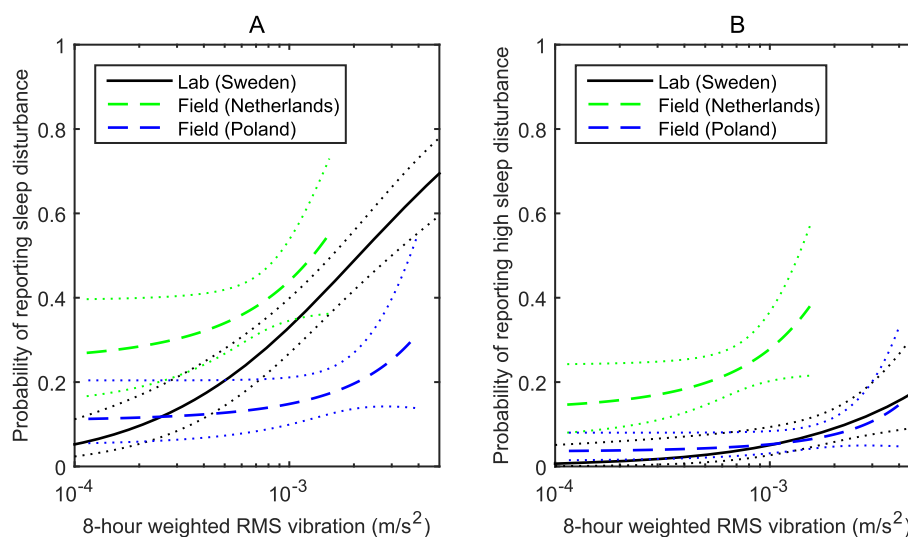 A
Probability of reporting sleep disturbance
1
0.8
0.6
0.4
0.2
0
Lab (Sweden)
Field (Netherlands)
Field (Poland)
10^-4
10^-3
8-hour weighted RMS vibration (m/s^2)
B
Probability of reporting high sleep disturbance
1
0.8
0.6
0.4
0.2
0
Lab (Sweden)
Field (Netherlands)
Field (Poland)
10^-4
10^-3
8-hour weighted RMS vibration (m/s^2)